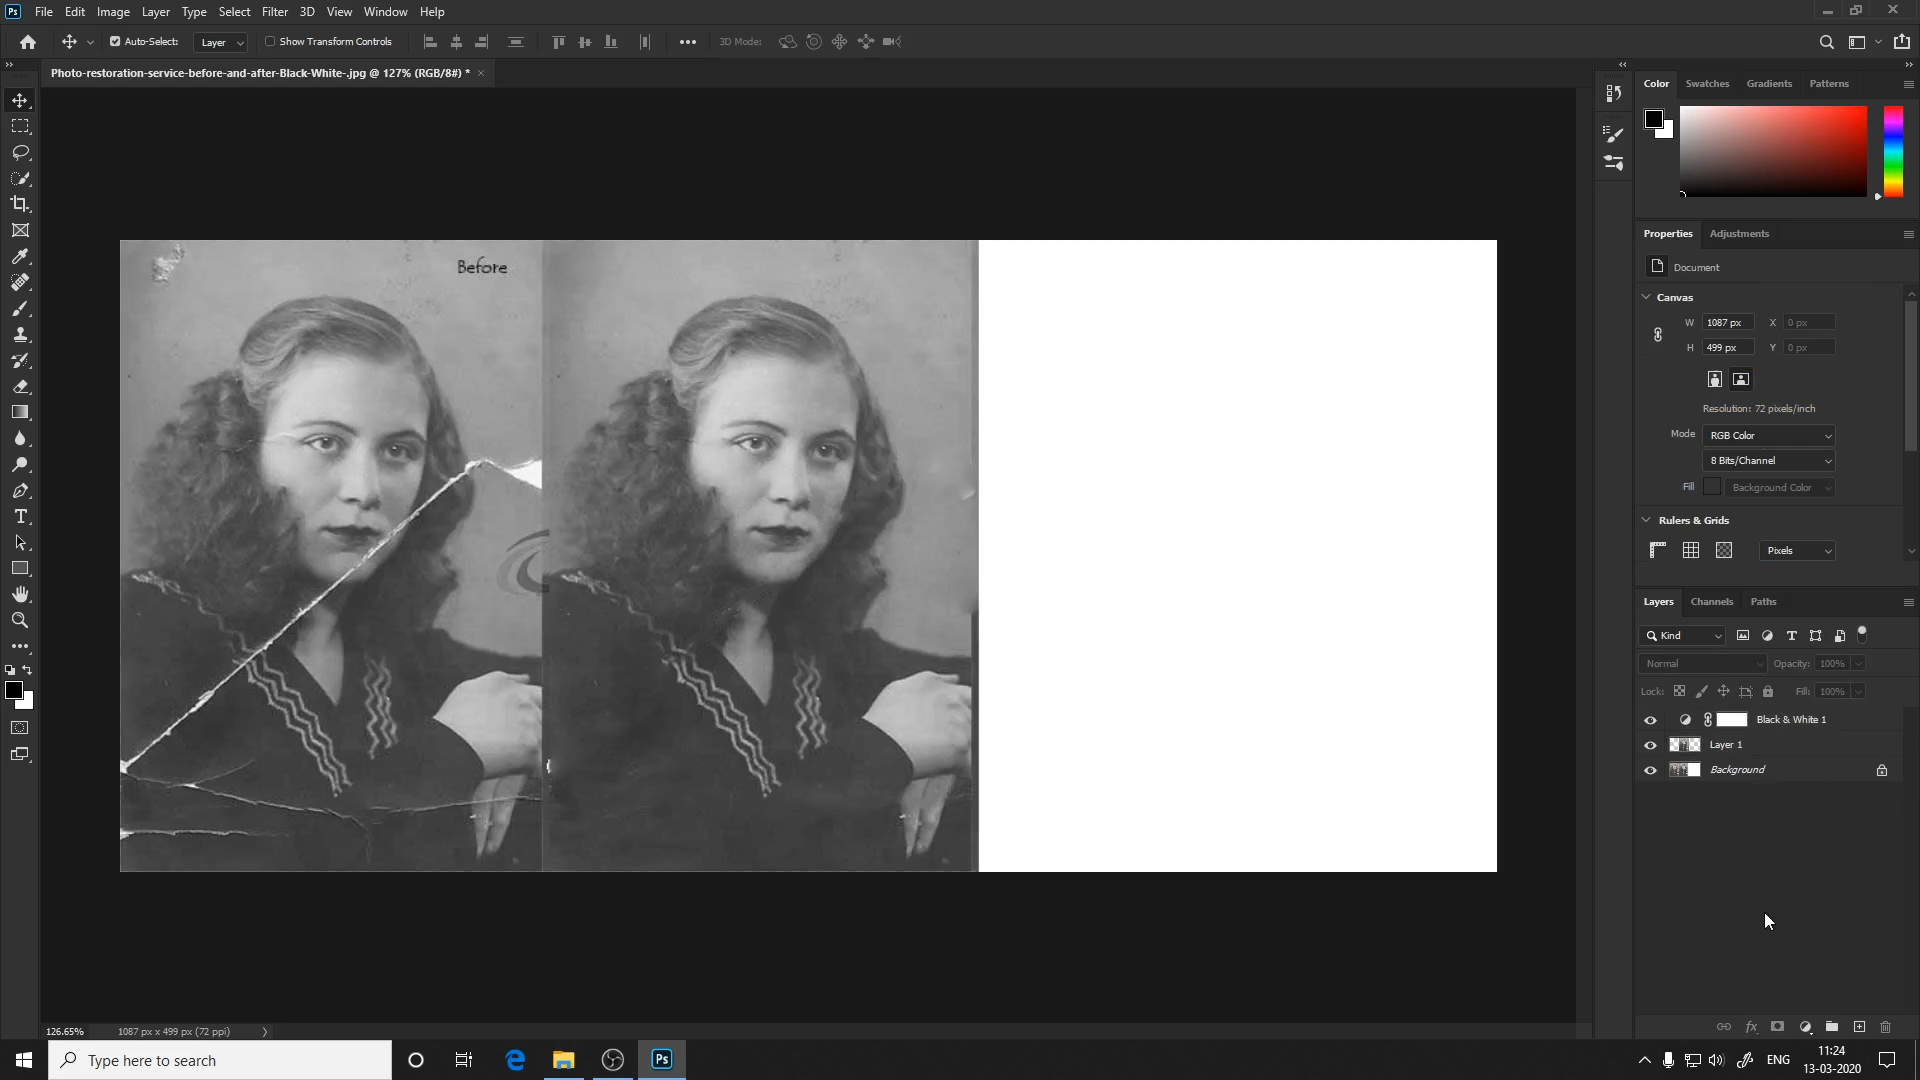 Ps File Edit Image Layer Type Select Filter 3D View Window Help
Auto-Select: Layer Show Transform Controls 3D Mode:
Photo-restoration-service-before-and-after-Black-White-.jpg @ 127% (RGB/8#) *
Color Swatches Gradients Patterns
Before
Properties Adjustments
Document
Canvas
W 1087 px X 0 px
H 499 px Y 0 px
Resolution: 72 pixels/inch
Mode RGB Color
8 Bits/Channel
Fill Background Color
Rulers & Grids
Pixels
Layers Channels Paths
Kind
Normal Opacity: 100%
Lock: Fill: 100%
Black & White 1
Layer 1
Background
126.65% 1087 px x 499 px (72 ppi)
Type here to search
Ps
ENG
11:24
13-03-2020